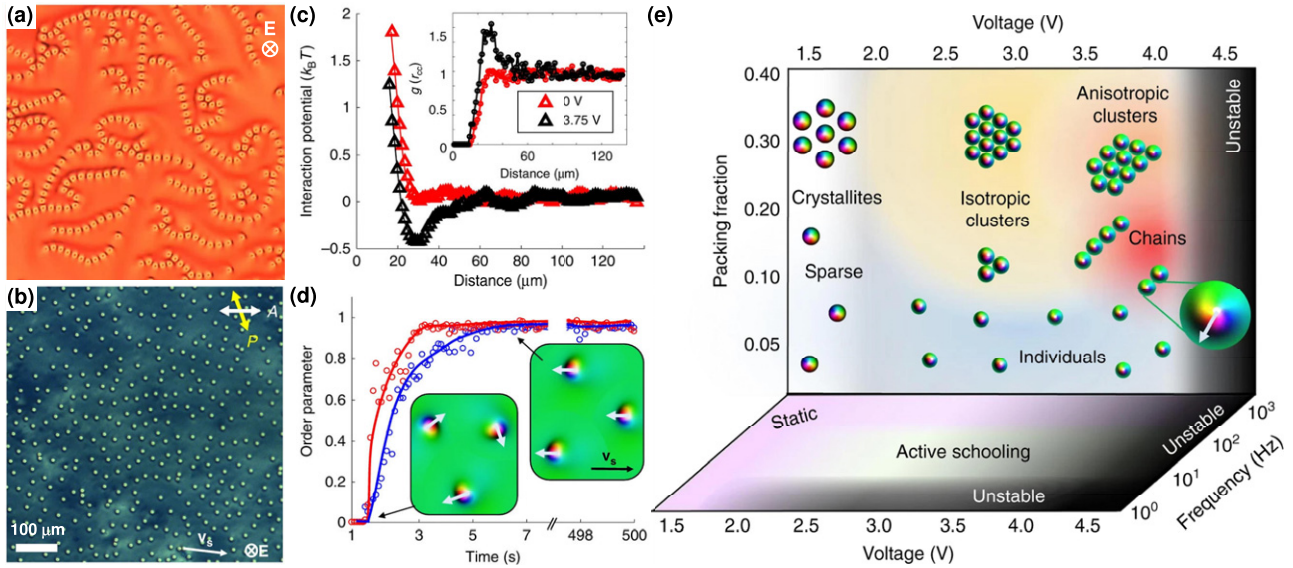 (a)
E
(b)
A
P
100 µm
v_s
E
(c)
Interaction potential (k_BT)
2
1.5
1
0.5
0
−0.5
0
20
40
60
80
100
120
Distance (µm)
g (r_cc)
1.5
1
0.5
0
0
60
120
Distance (µm)
0 V
3.75 V
(d)
Order parameter
1
0.8
0.6
0.4
0.2
0
1
2
3
4
5
6
7
498
500
Time (s)
v_s
(e)
Voltage (V)
1.5
2.0
2.5
3.0
3.5
4.0
4.5
Packing fraction
0.40
0.30
0.20
0.10
0.05
Crystallites
Sparse
Isotropic
clusters
Anisotropic
clusters
Chains
Individuals
Unstable
Static
Active schooling
Unstable
Unstable
10³
10²
10¹
10⁰
Frequency (Hz)
1.5
2.0
2.5
3.0
3.5
4.0
4.5
Voltage (V)